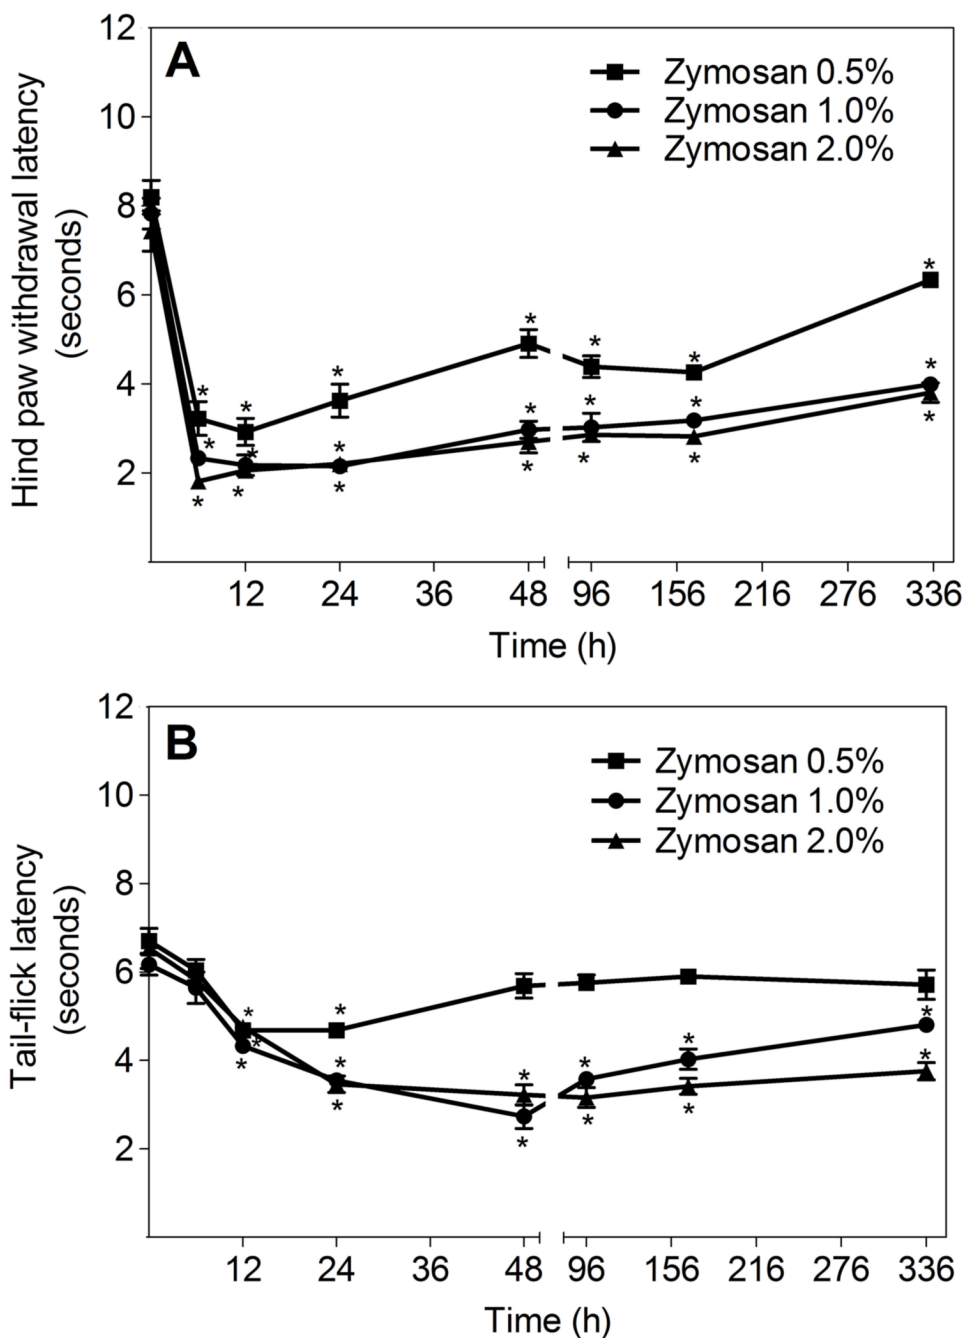 A
12
10
8
6
4
2
Hind paw withdrawal latency
(seconds)
Zymosan 0.5%
Zymosan 1.0%
Zymosan 2.0%
* * * * * * *
* * * * * * *
* * * * * * *
12 24 36 48 96 156 216 276 336
Time (h)
B
12
10
8
6
4
2
Tail-flick latency
(seconds)
Zymosan 0.5%
Zymosan 1.0%
Zymosan 2.0%
* *
* * * * *
* * * * * *
12 24 36 48 96 156 216 276 336
Time (h)